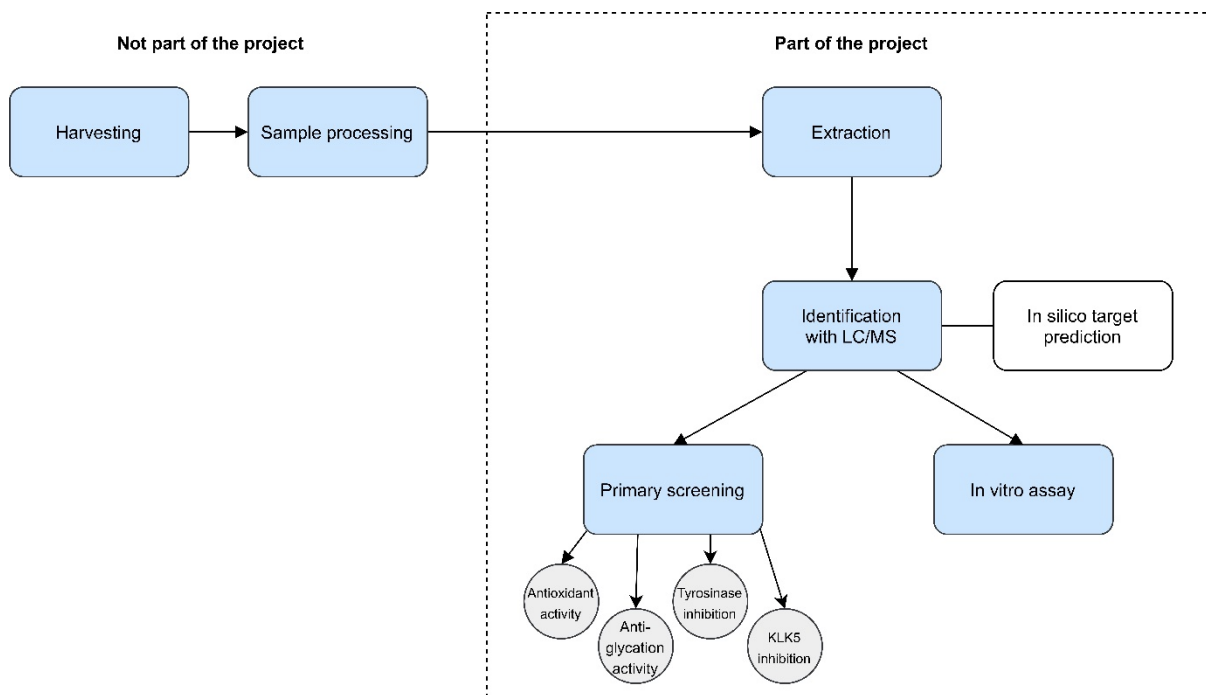 Not part of the project
Part of the project
Harvesting
Sample processing
Extraction
Identification
with LC/MS
In silico target
prediction
Primary screening
In vitro assay
Antioxidant
activity
Anti-
glycation
activity
Tyrosinase
inhibition
KLK5
inhibition